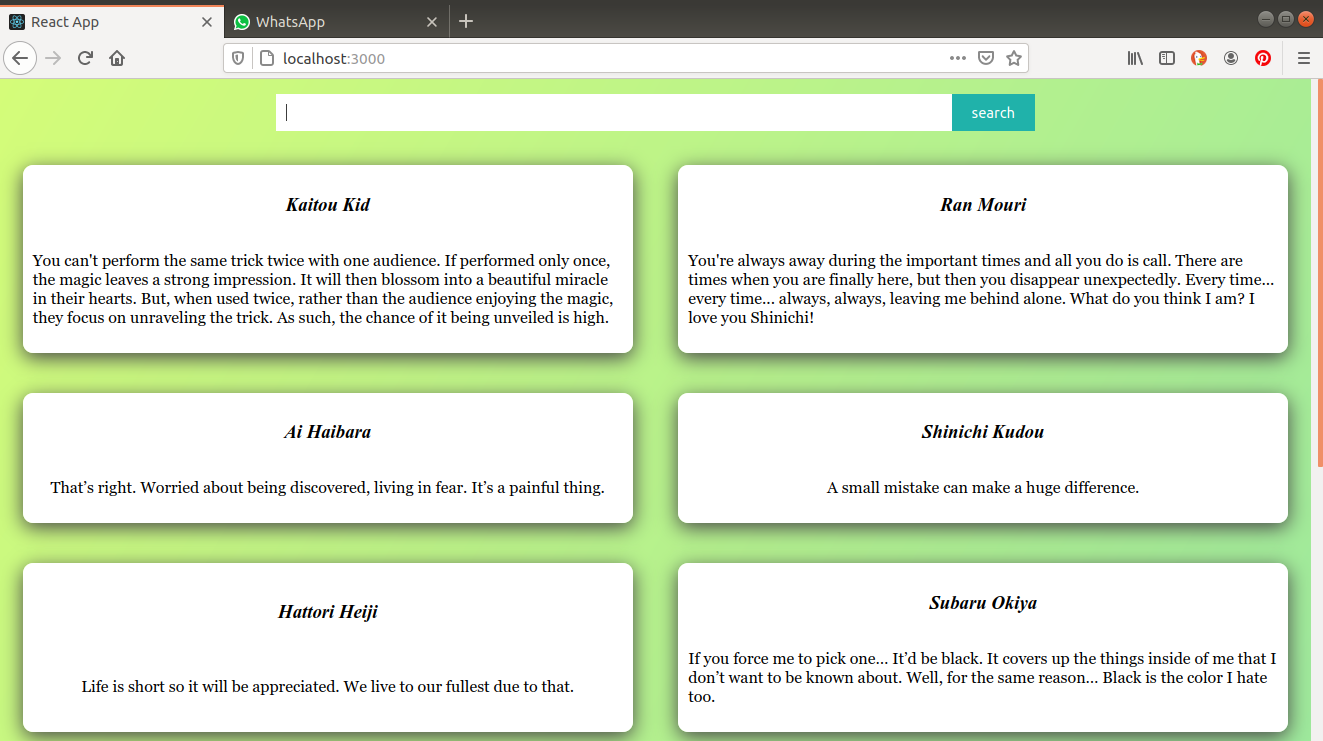 React App
WhatsApp
localhost:3000
search
Kaitou Kid
You can't perform the same trick twice with one audience. If performed only once,
the magic leaves a strong impression. It will then blossom into a beautiful miracle
in their hearts. But, when used twice, rather than the audience enjoying the magic,
they focus on unraveling the trick. As such, the chance of it being unveiled is high.
Ran Mouri
You're always away during the important times and all you do is call. There are
times when you are finally here, but then you disappear unexpectedly. Every time...
every time... always, always, leaving me behind alone. What do you think I am? I
love you Shinichi!
Ai Haibara
That’s right. Worried about being discovered, living in fear. It’s a painful thing.
Shinichi Kudou
A small mistake can make a huge difference.
Hattori Heiji
Life is short so it will be appreciated. We live to our fullest due to that.
Subaru Okiya
If you force me to pick one… It’d be black. It covers up the things inside of me that I
don’t want to be known about. Well, for the same reason… Black is the color I hate
too.